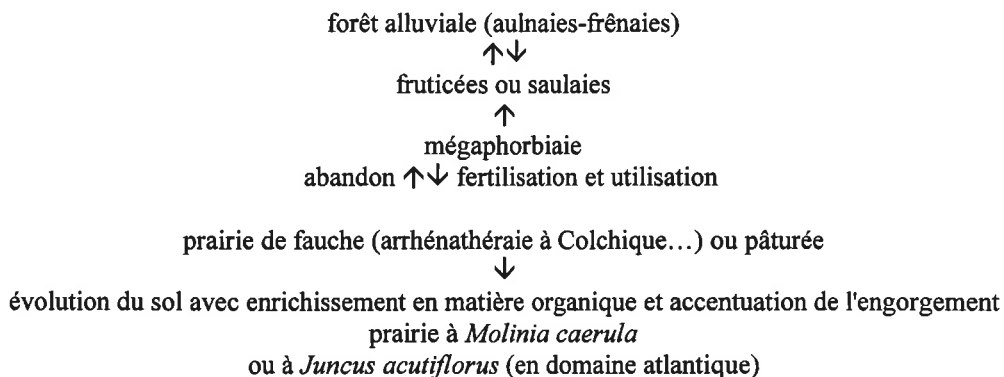 forêt alluviale (aulnaies-frênaies)
↑↓
fruticées ou saulaies
↑
mégaphorbiaie
abandon ↑↓ fertilisation et utilisation
prairie de fauche (arrhénathéraie à Colchique...) ou pâturée
↓
évolution du sol avec enrichissement en matière organique et accentuation de l'engorgement
prairie à Molinia caerula
ou à Juncus acutiflorus (en domaine atlantique)